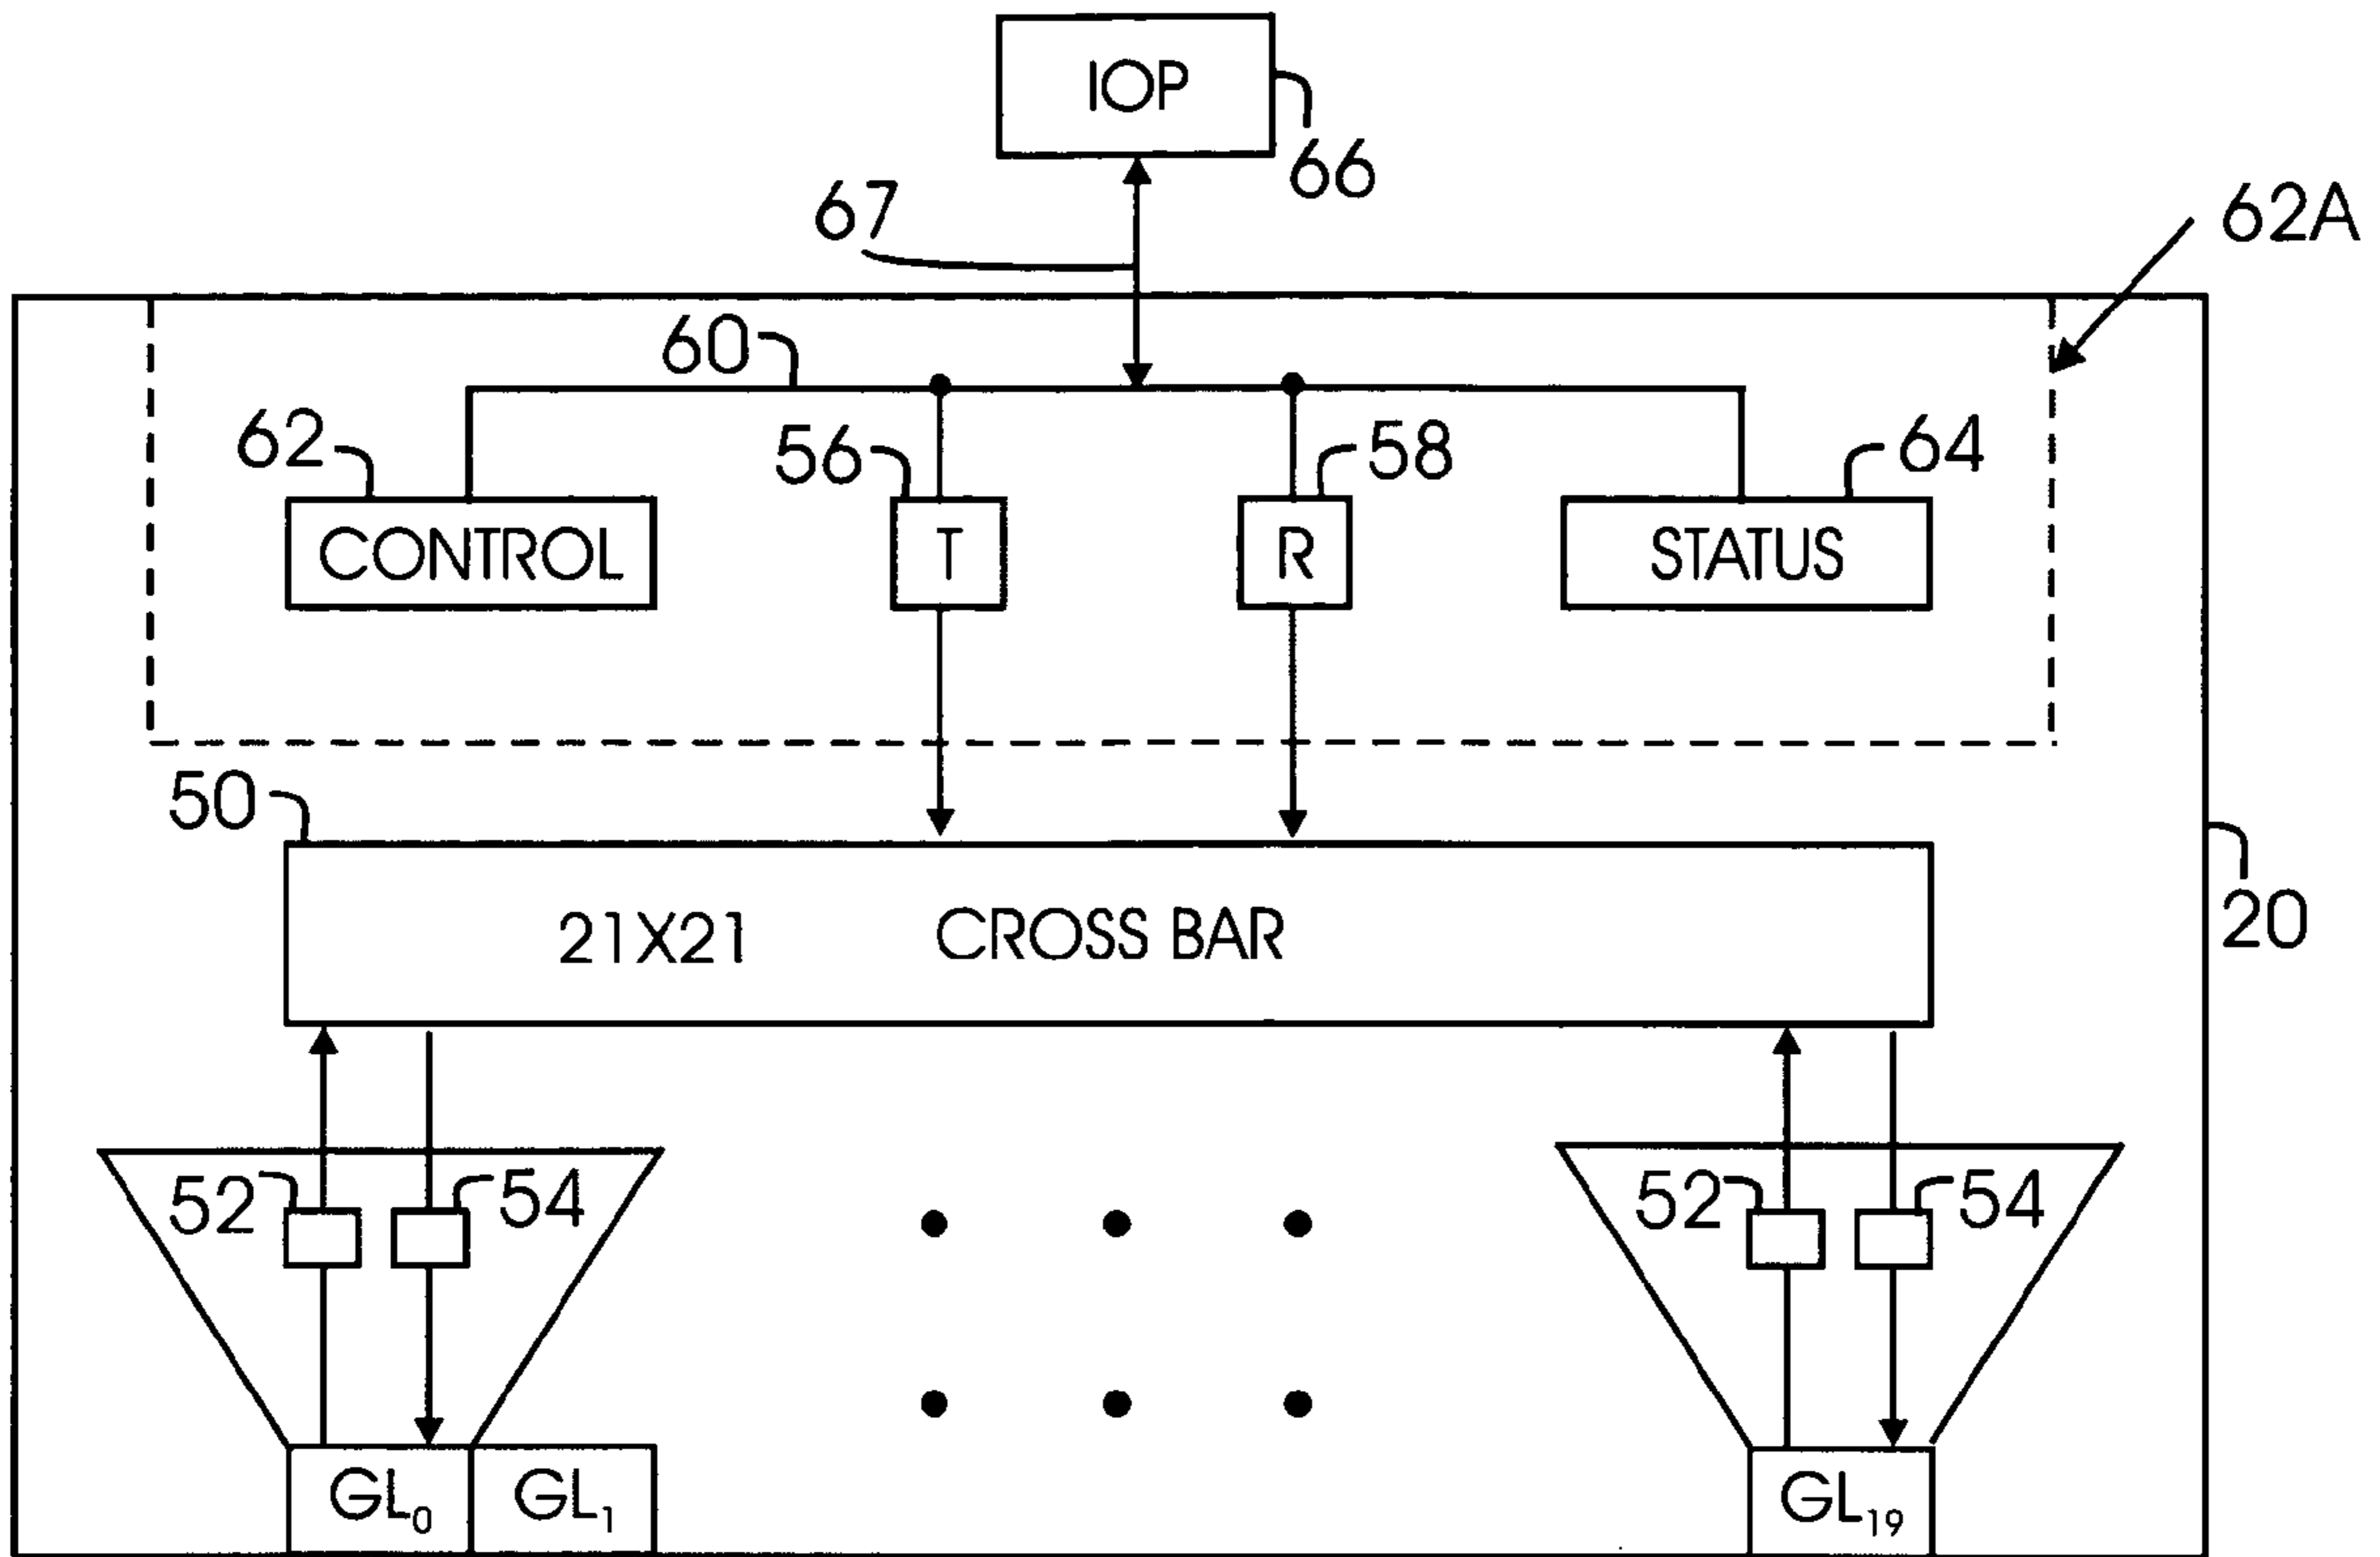 IOP
66
67
62A
60
62
56
58
64
CONTROL
T
R
STATUS
50
21X21 CROSS BAR
20
52
54
52
54
GL0
GL1
GL19